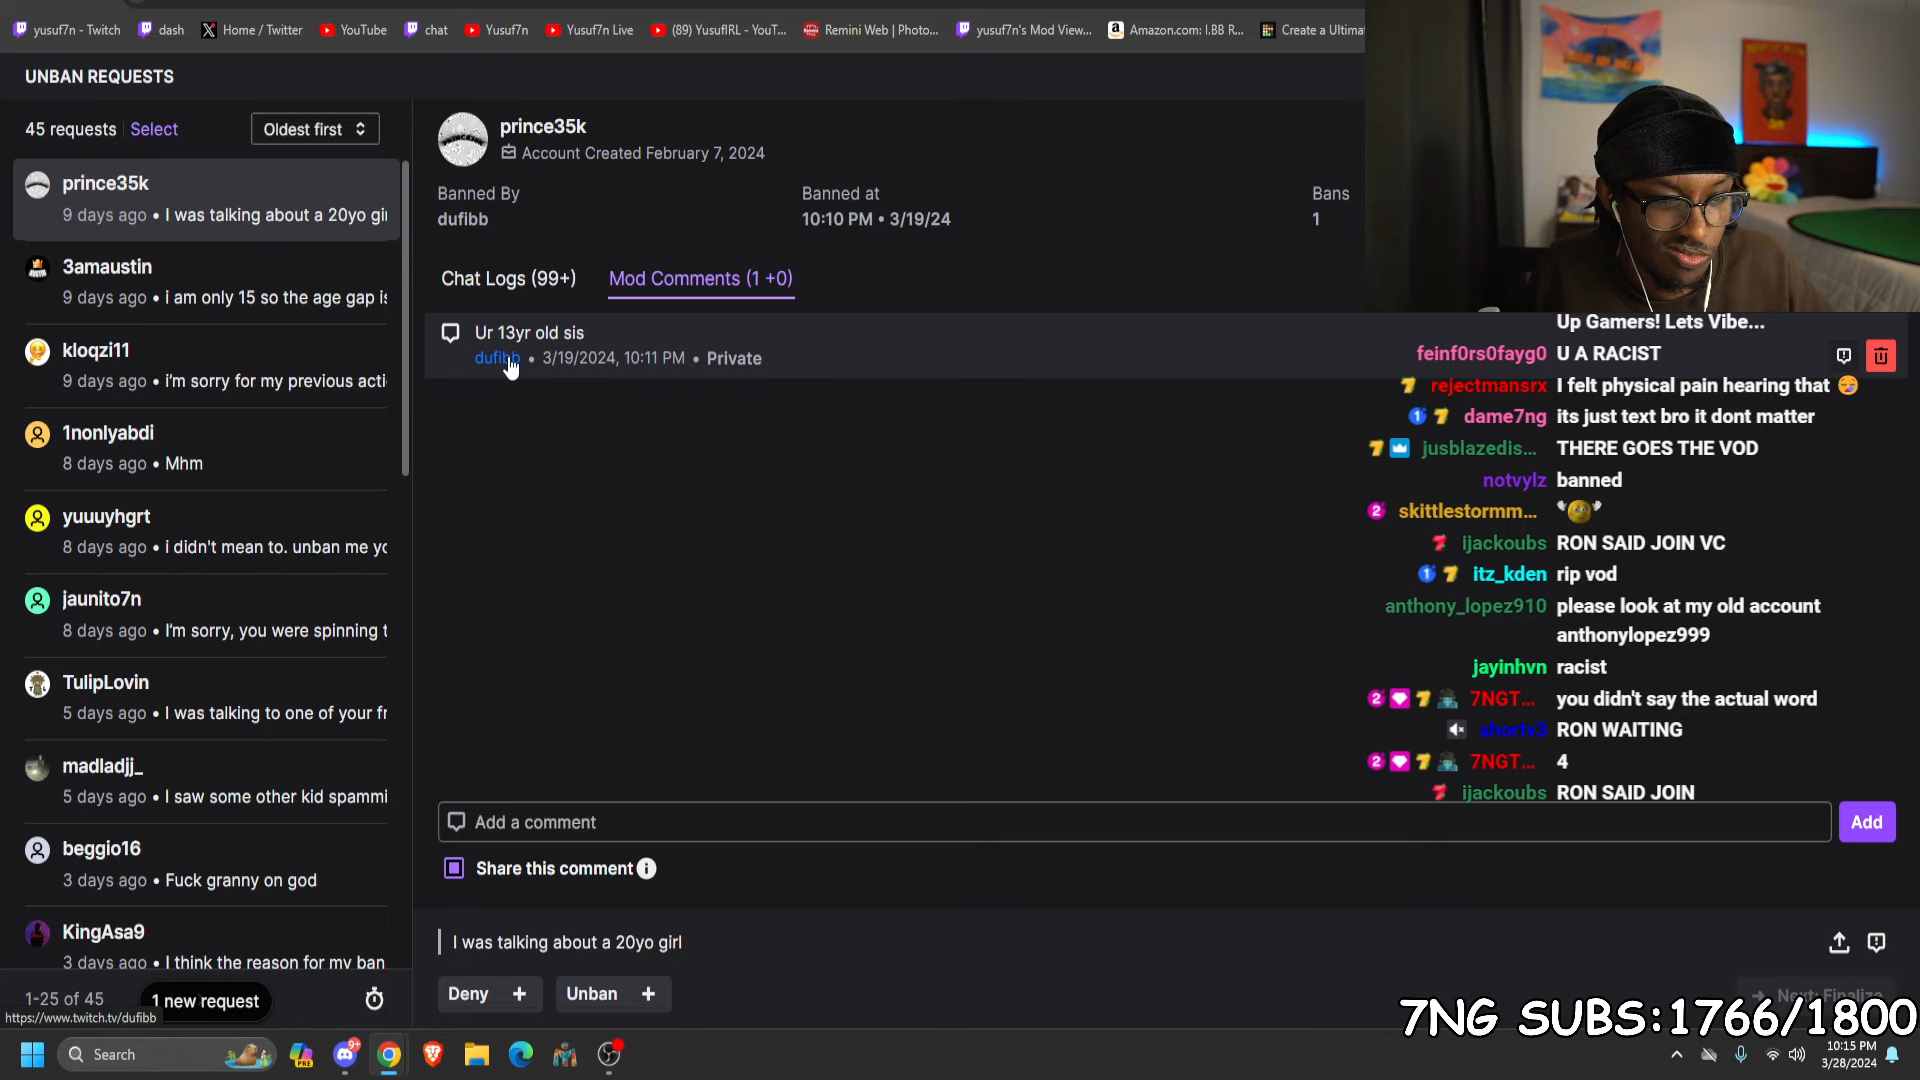 yusuf7n - Twitch dash Home / Twitter YouTube chat Yusuf7n Yusuf7n Live (89) YusufIRL - YouT... Remini Web | Photo... yusuf7n's Mod View... Amazon.com: I.BB R... Create a Ultima
UNBAN REQUESTS
45 requests Select Oldest first
prince35k
9 days ago • I was talking about a 20yo gir
3amaustin
9 days ago • i am only 15 so the age gap is
kloqzi11
9 days ago • i'm sorry for my previous acti
1nonlyabdi
8 days ago • Mhm
yuuuyhgrt
8 days ago • i didn't mean to. unban me yo
jaunito7n
8 days ago • I'm sorry, you were spinning t
TulipLovin
5 days ago • I was talking to one of your fr
madladjj_
5 days ago • I saw some other kid spammi
beggio16
3 days ago • Fuck granny on god
KingAsa9
3 days ago • I think the reason for my ban
1-25 of 45 1 new request
https://www.twitch.tv/dufibb
prince35k
Account Created February 7, 2024
Banned By Banned at Bans
dufibb 10:10 PM • 3/19/24 1
Chat Logs (99+) Mod Comments (1 +0)
Ur 13yr old sis
dufibb • 3/19/2024, 10:11 PM • Private
Add a comment Add
Share this comment
I was talking about a 20yo girl
Deny + Unban +
Next: Finalize
Up Gamers! Lets Vibe...
feinf0rs0fayg0 U A RACIST
rejectmansrx I felt physical pain hearing that
dame7ng its just text bro it dont matter
jusblazedis... THERE GOES THE VOD
notvylz banned
skittlestormm...
ijackoubs RON SAID JOIN VC
itz_kden rip vod
anthony_lopez910 please look at my old account
anthonylopez999
jayinhvn racist
7NGT... you didn't say the actual word
shortv3 RON WAITING
7NGT... 4
ijackoubs RON SAID JOIN
7NG SUBS:1766/1800
Search
9+
10:15 PM
3/28/2024